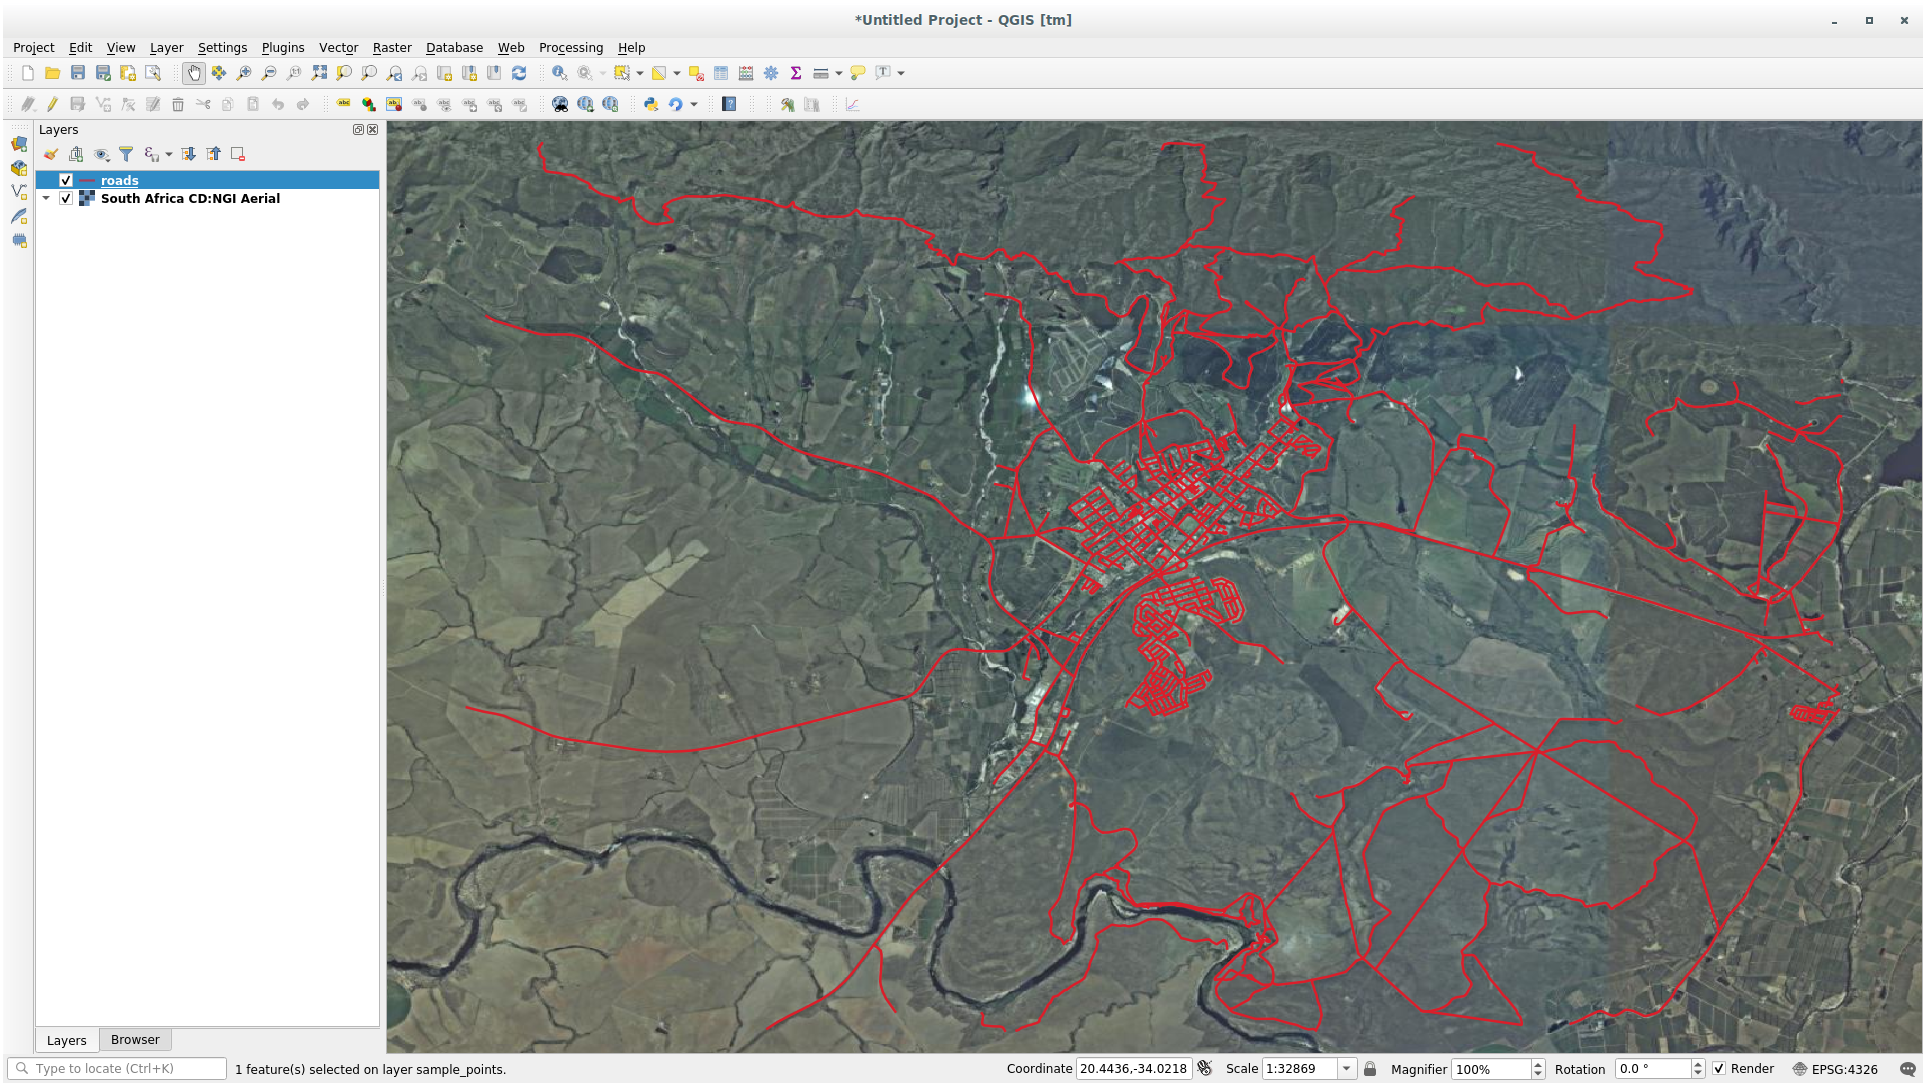 *Untitled Project - QGIS [tm]
Project Edit View Layer Settings Plugins Vector Raster Database Web Processing Help
Layers
roads
South Africa CD:NGI Aerial
Layers Browser
Type to locate (Ctrl+K) 1 feature(s) selected on layer sample_points. Coordinate 20.4436,-34.0218 Scale 1:32869 Magnifier 100% Rotation 0.0 ° Render EPSG:4326